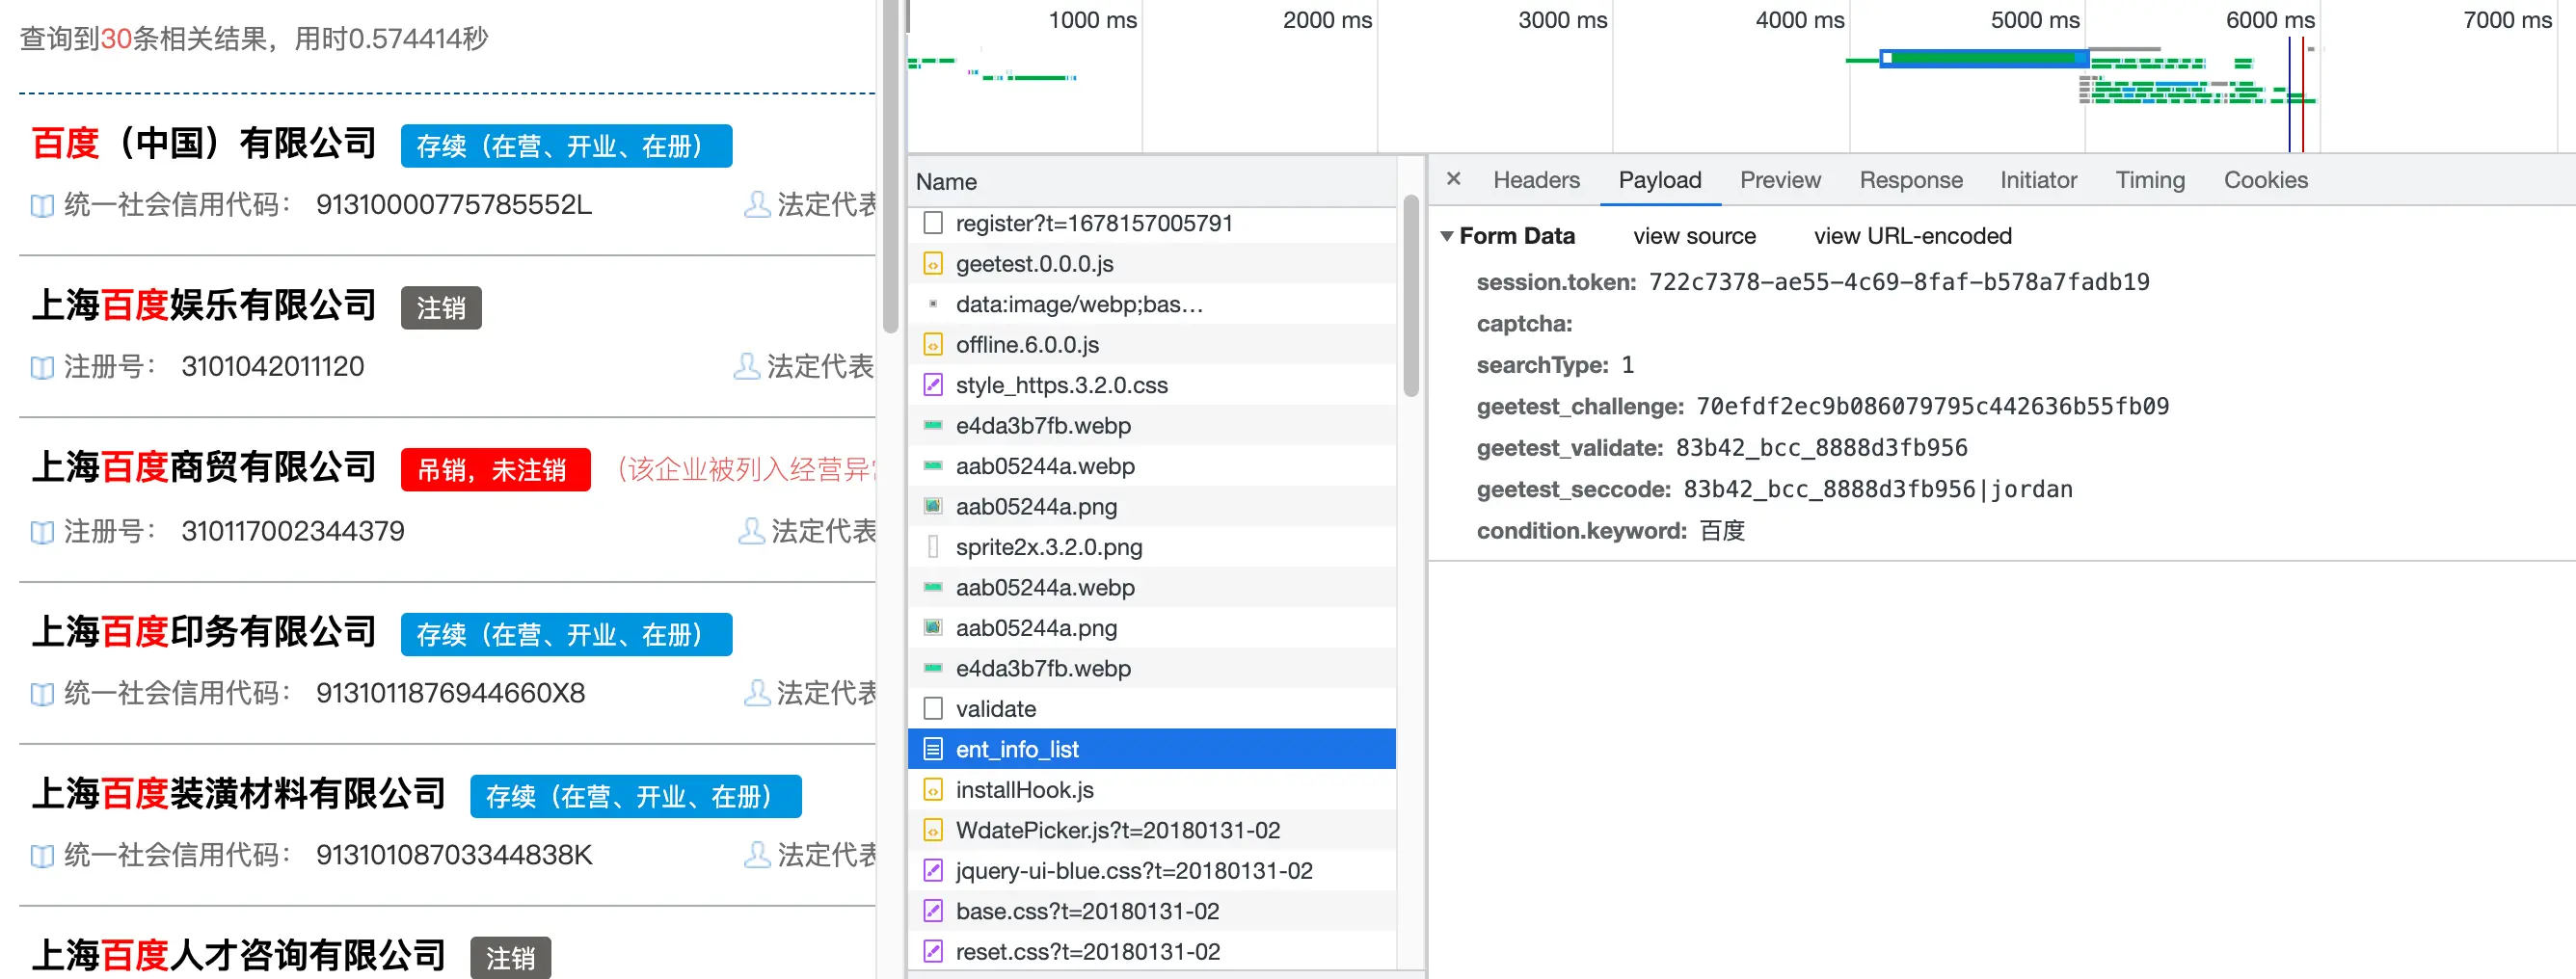 查询到30条相关结果，用时0.574414秒
百度（中国）有限公司 存续（在营、开业、在册）
统一社会信用代码： 91310000775785552L 法定代表
上海百度娱乐有限公司 注销
注册号： 3101042011120 法定代表
上海百度商贸有限公司 吊销，未注销 （该企业被列入经营异常
注册号： 310117002344379 法定代表
上海百度印务有限公司 存续（在营、开业、在册）
统一社会信用代码： 9131011876944660X8 法定代表
上海百度装潢材料有限公司 存续（在营、开业、在册）
统一社会信用代码： 91310108703344838K 法定代表
上海百度人才咨询有限公司 注销
1000 ms 2000 ms 3000 ms 4000 ms 5000 ms 6000 ms 7000 ms
Name
register?t=1678157005791
geetest.0.0.0.js
data:image/webp;bas…
offline.6.0.0.js
style_https.3.2.0.css
e4da3b7fb.webp
aab05244a.webp
aab05244a.png
sprite2x.3.2.0.png
aab05244a.webp
aab05244a.png
e4da3b7fb.webp
validate
ent_info_list
installHook.js
WdatePicker.js?t=20180131-02
jquery-ui-blue.css?t=20180131-02
base.css?t=20180131-02
reset.css?t=20180131-02
× Headers Payload Preview Response Initiator Timing Cookies
▼ Form Data view source view URL-encoded
session.token: 722c7378-ae55-4c69-8faf-b578a7fadb19
captcha:
searchType: 1
geetest_challenge: 70efdf2ec9b086079795c442636b55fb09
geetest_validate: 83b42_bcc_8888d3fb956
geetest_seccode: 83b42_bcc_8888d3fb956|jordan
condition.keyword: 百度